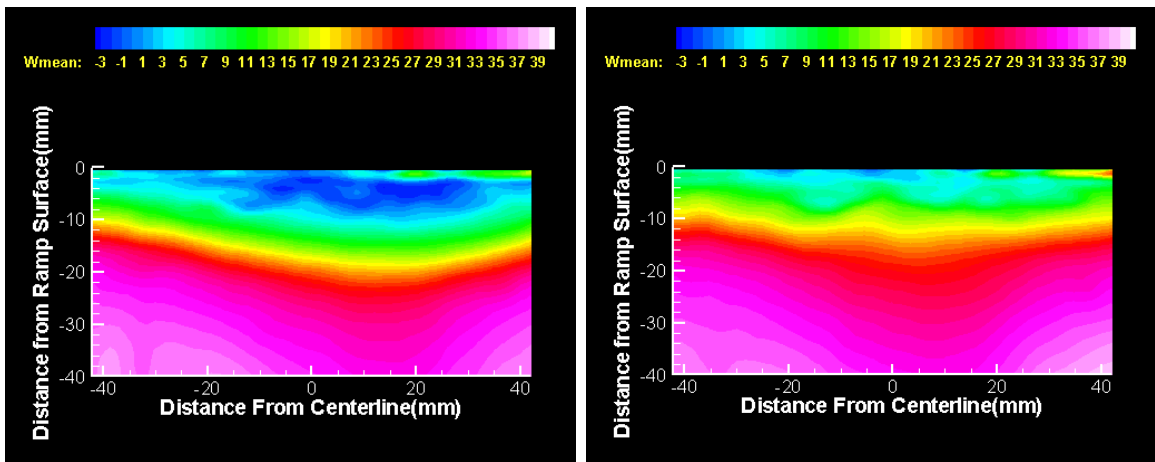 Wmean: -3 -1 1 3 5 7 9 11 13 15 17 19 21 23 25 27 29 31 33 35 37 39
Distance from Ramp Surface(mm)
0
-10
-20
-30
-40
-40 -20 0 20 40
Distance From Centerline(mm)
Wmean: -3 -1 1 3 5 7 9 11 13 15 17 19 21 23 25 27 29 31 33 35 37 39
Distance from Ramp Surface(mm)
0
-10
-20
-30
-40
-40 -20 0 20 40
Distance From Centerline(mm)